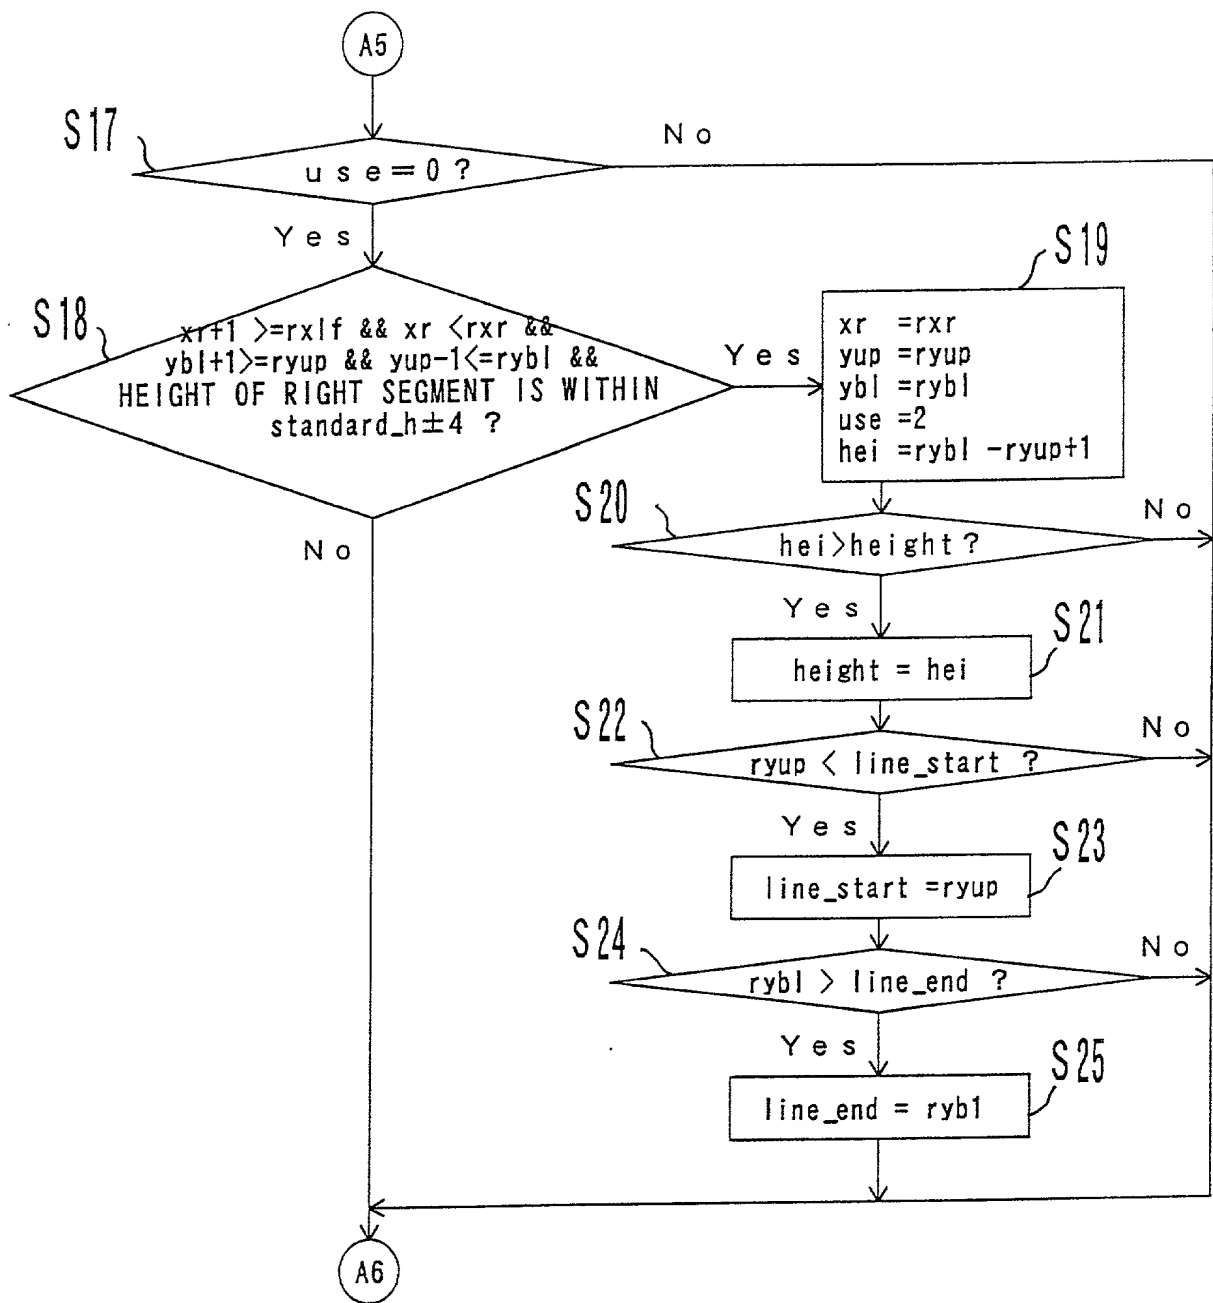 A5
S17
use=0?
No
Yes
S18
xr+1 >=rxlf && xr <rxr &&
ybl+1>=ryup && yup-1<=rybl &&
HEIGHT OF RIGHT SEGMENT IS WITHIN
standard_h±4 ?
Yes
No
S19
xr =rxr
yup =ryup
ybl =rybl
use =2
hei =rybl -ryup+1
S20
hei>height?
No
Yes
S21
height = hei
S22
ryup < line_start ?
No
Yes
S23
line_start =ryup
S24
rybl > line_end ?
No
Yes
S25
line_end = ryb1
A6